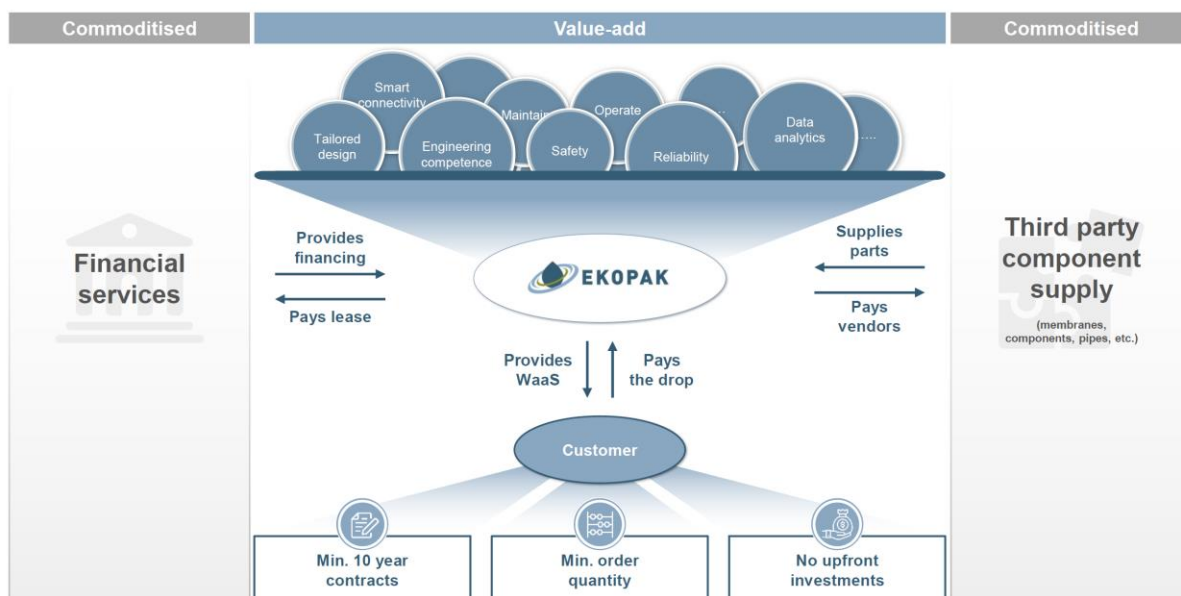 Commoditised
Value-add
Commoditised
Smart
connectivity
Maintain
Operate
...
Data
analytics
.....
Tailored
design
Engineering
competence
Safety
Reliability
Financial
services
Provides
financing
Pays lease
EKOPAK
Supplies
parts
Pays
vendors
Third party
component
supply
(membranes,
components, pipes, etc.)
Provides
WaaS
Pays
the drop
Customer
Min. 10 year
contracts
Min. order
quantity
No upfront
investments